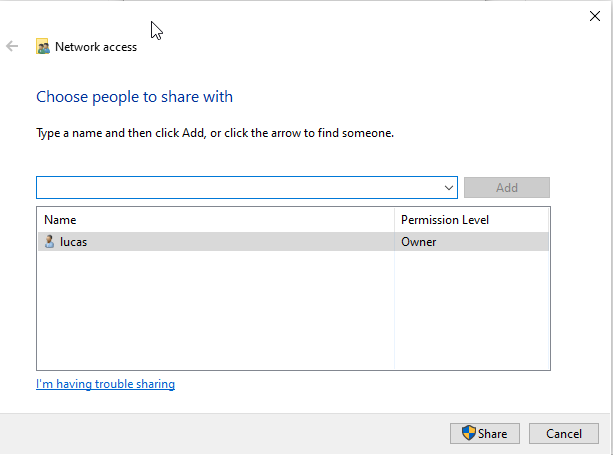 Network access
Choose people to share with
Type a name and then click Add, or click the arrow to find someone.
Add
Name Permission Level
lucas Owner
I'm having trouble sharing
Share Cancel